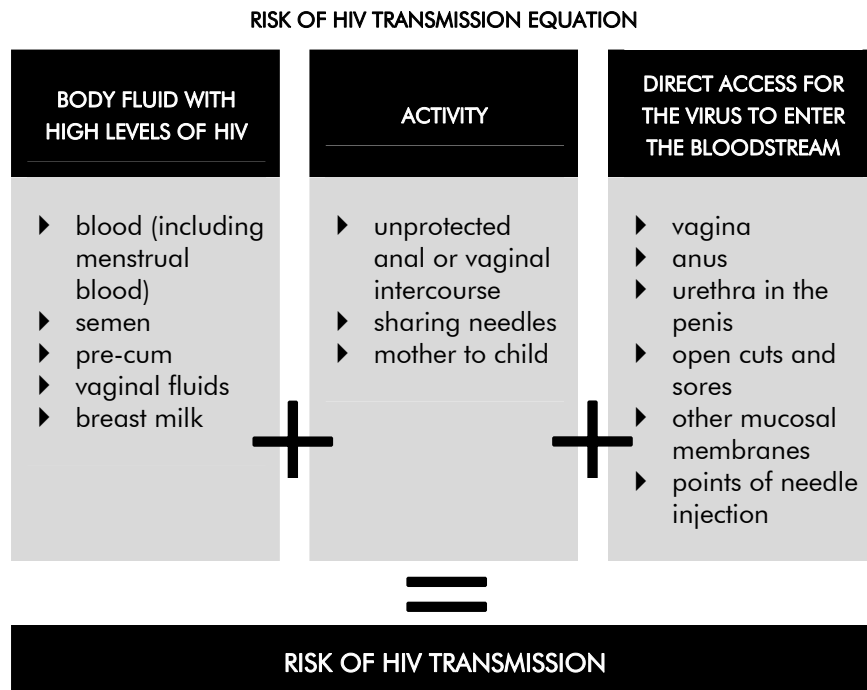 RISK OF HIV TRANSMISSION EQUATION
BODY FLUID WITH
HIGH LEVELS OF HIV
blood (including
menstrual
blood)
semen
pre-cum
vaginal fluids
breast milk
+
ACTIVITY
unprotected
anal or vaginal
intercourse
sharing needles
mother to child
+
DIRECT ACCESS FOR
THE VIRUS TO ENTER
THE BLOODSTREAM
vagina
anus
urethra in the
penis
open cuts and
sores
other mucosal
membranes
points of needle
injection
=
RISK OF HIV TRANSMISSION